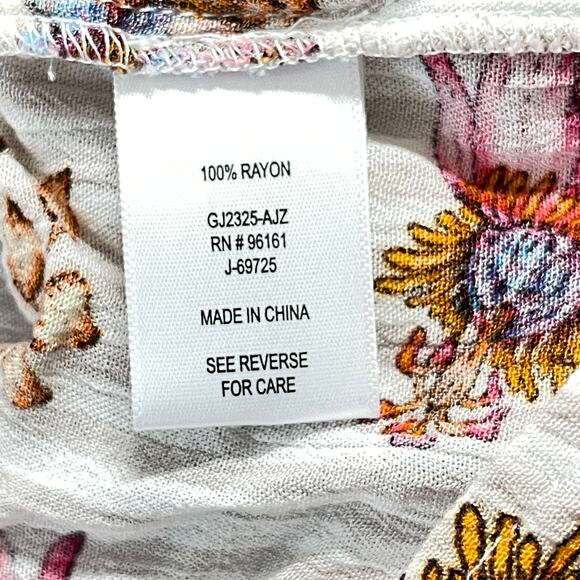 100% RAYON
GJ2325-AJZ
RN # 96161
J-69725
MADE IN CHINA
SEE REVERSE
FOR CARE